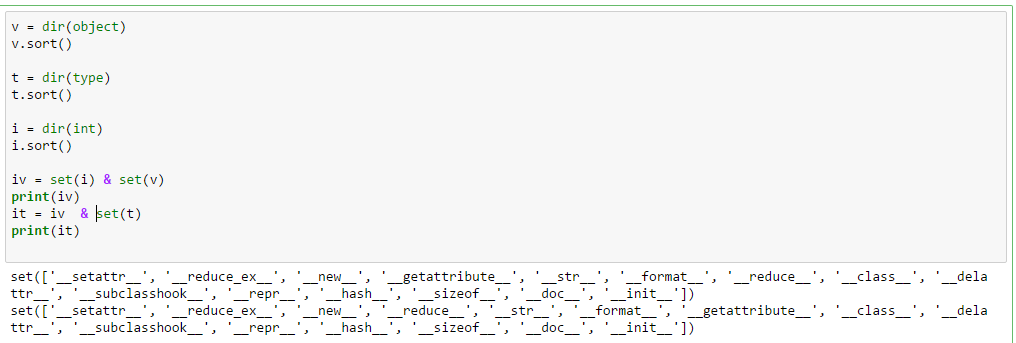 v = dir(object)
v.sort()
t = dir(type)
t.sort()
i = dir(int)
i.sort()
iv = set(i) & set(v)
print(iv)
it = iv  & set(t)
print(it)
set(['__setattr__', '__reduce_ex__', '__new__', '__getattribute__', '__str__', '__format__', '__reduce__', '__class__', '__dela
ttr__', '__subclasshook__', '__repr__', '__hash__', '__sizeof__', '__doc__', '__init__'])
set(['__setattr__', '__reduce_ex__', '__new__', '__reduce__', '__str__', '__format__', '__getattribute__', '__class__', '__dela
ttr__', '__subclasshook__', '__repr__', '__hash__', '__sizeof__', '__doc__', '__init__'])